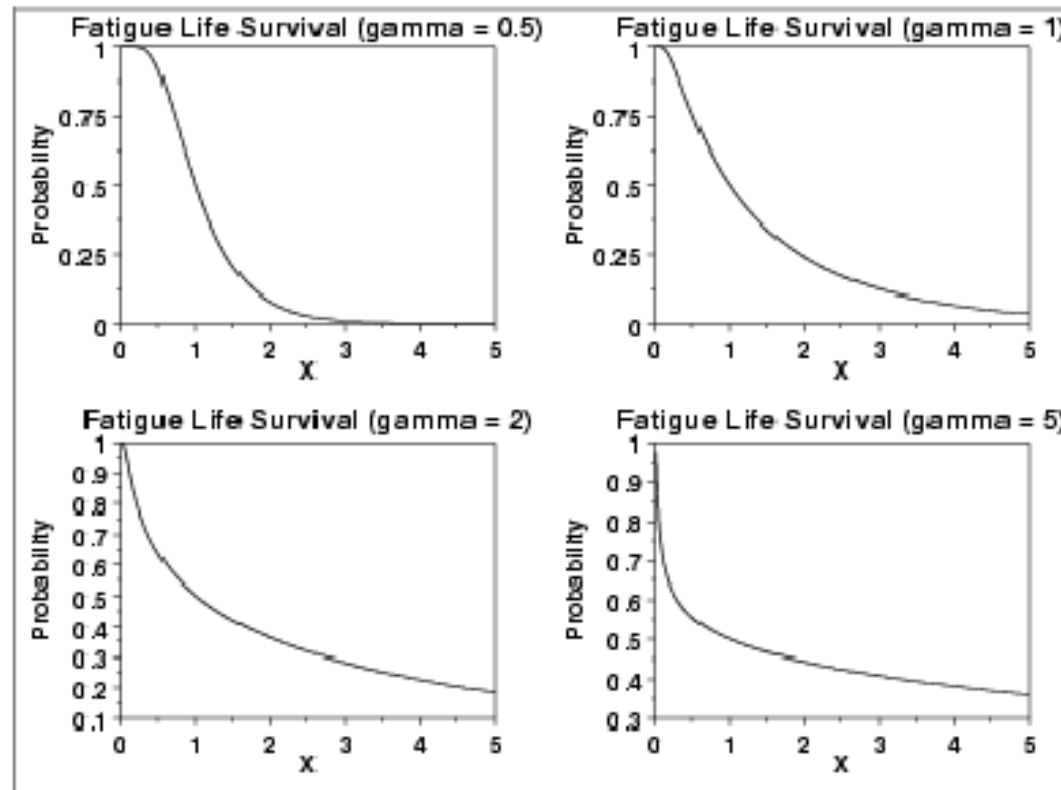 Fatigue Life Survival (gamma = 0.5)
1
0.75
0.5
0.25
0
Probability
0 1 2 3 4 5
X
Fatigue Life Survival (gamma = 1)
1
0.75
0.5
0.25
0
Probability
0 1 2 3 4 5
X
Fatigue Life Survival (gamma = 2)
1
0.9
0.8
0.7
0.6
0.5
0.4
0.3
0.2
0.1
Probability
0 1 2 3 4 5
X
Fatigue Life Survival (gamma = 5)
1
0.9
0.8
0.7
0.6
0.5
0.4
0.3
Probability
0 1 2 3 4 5
X